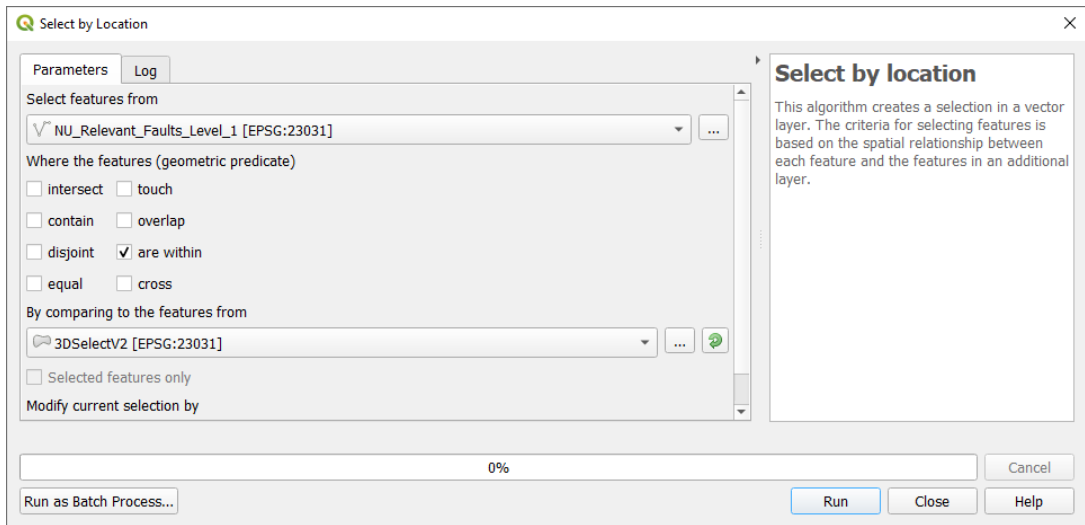 Select by Location
Parameters Log
Select features from
NU_Relevant_Faults_Level_1 [EPSG:23031]
...
Where the features (geometric predicate)
intersect touch
contain overlap
disjoint are within
equal cross
By comparing to the features from
3DSelectV2 [EPSG:23031]
...
Selected features only
Modify current selection by
Select by location
This algorithm creates a selection in a vector
layer. The criteria for selecting features is
based on the spatial relationship between
each feature and the features in an additional
layer.
0%
Cancel
Run as Batch Process...
Run Close Help